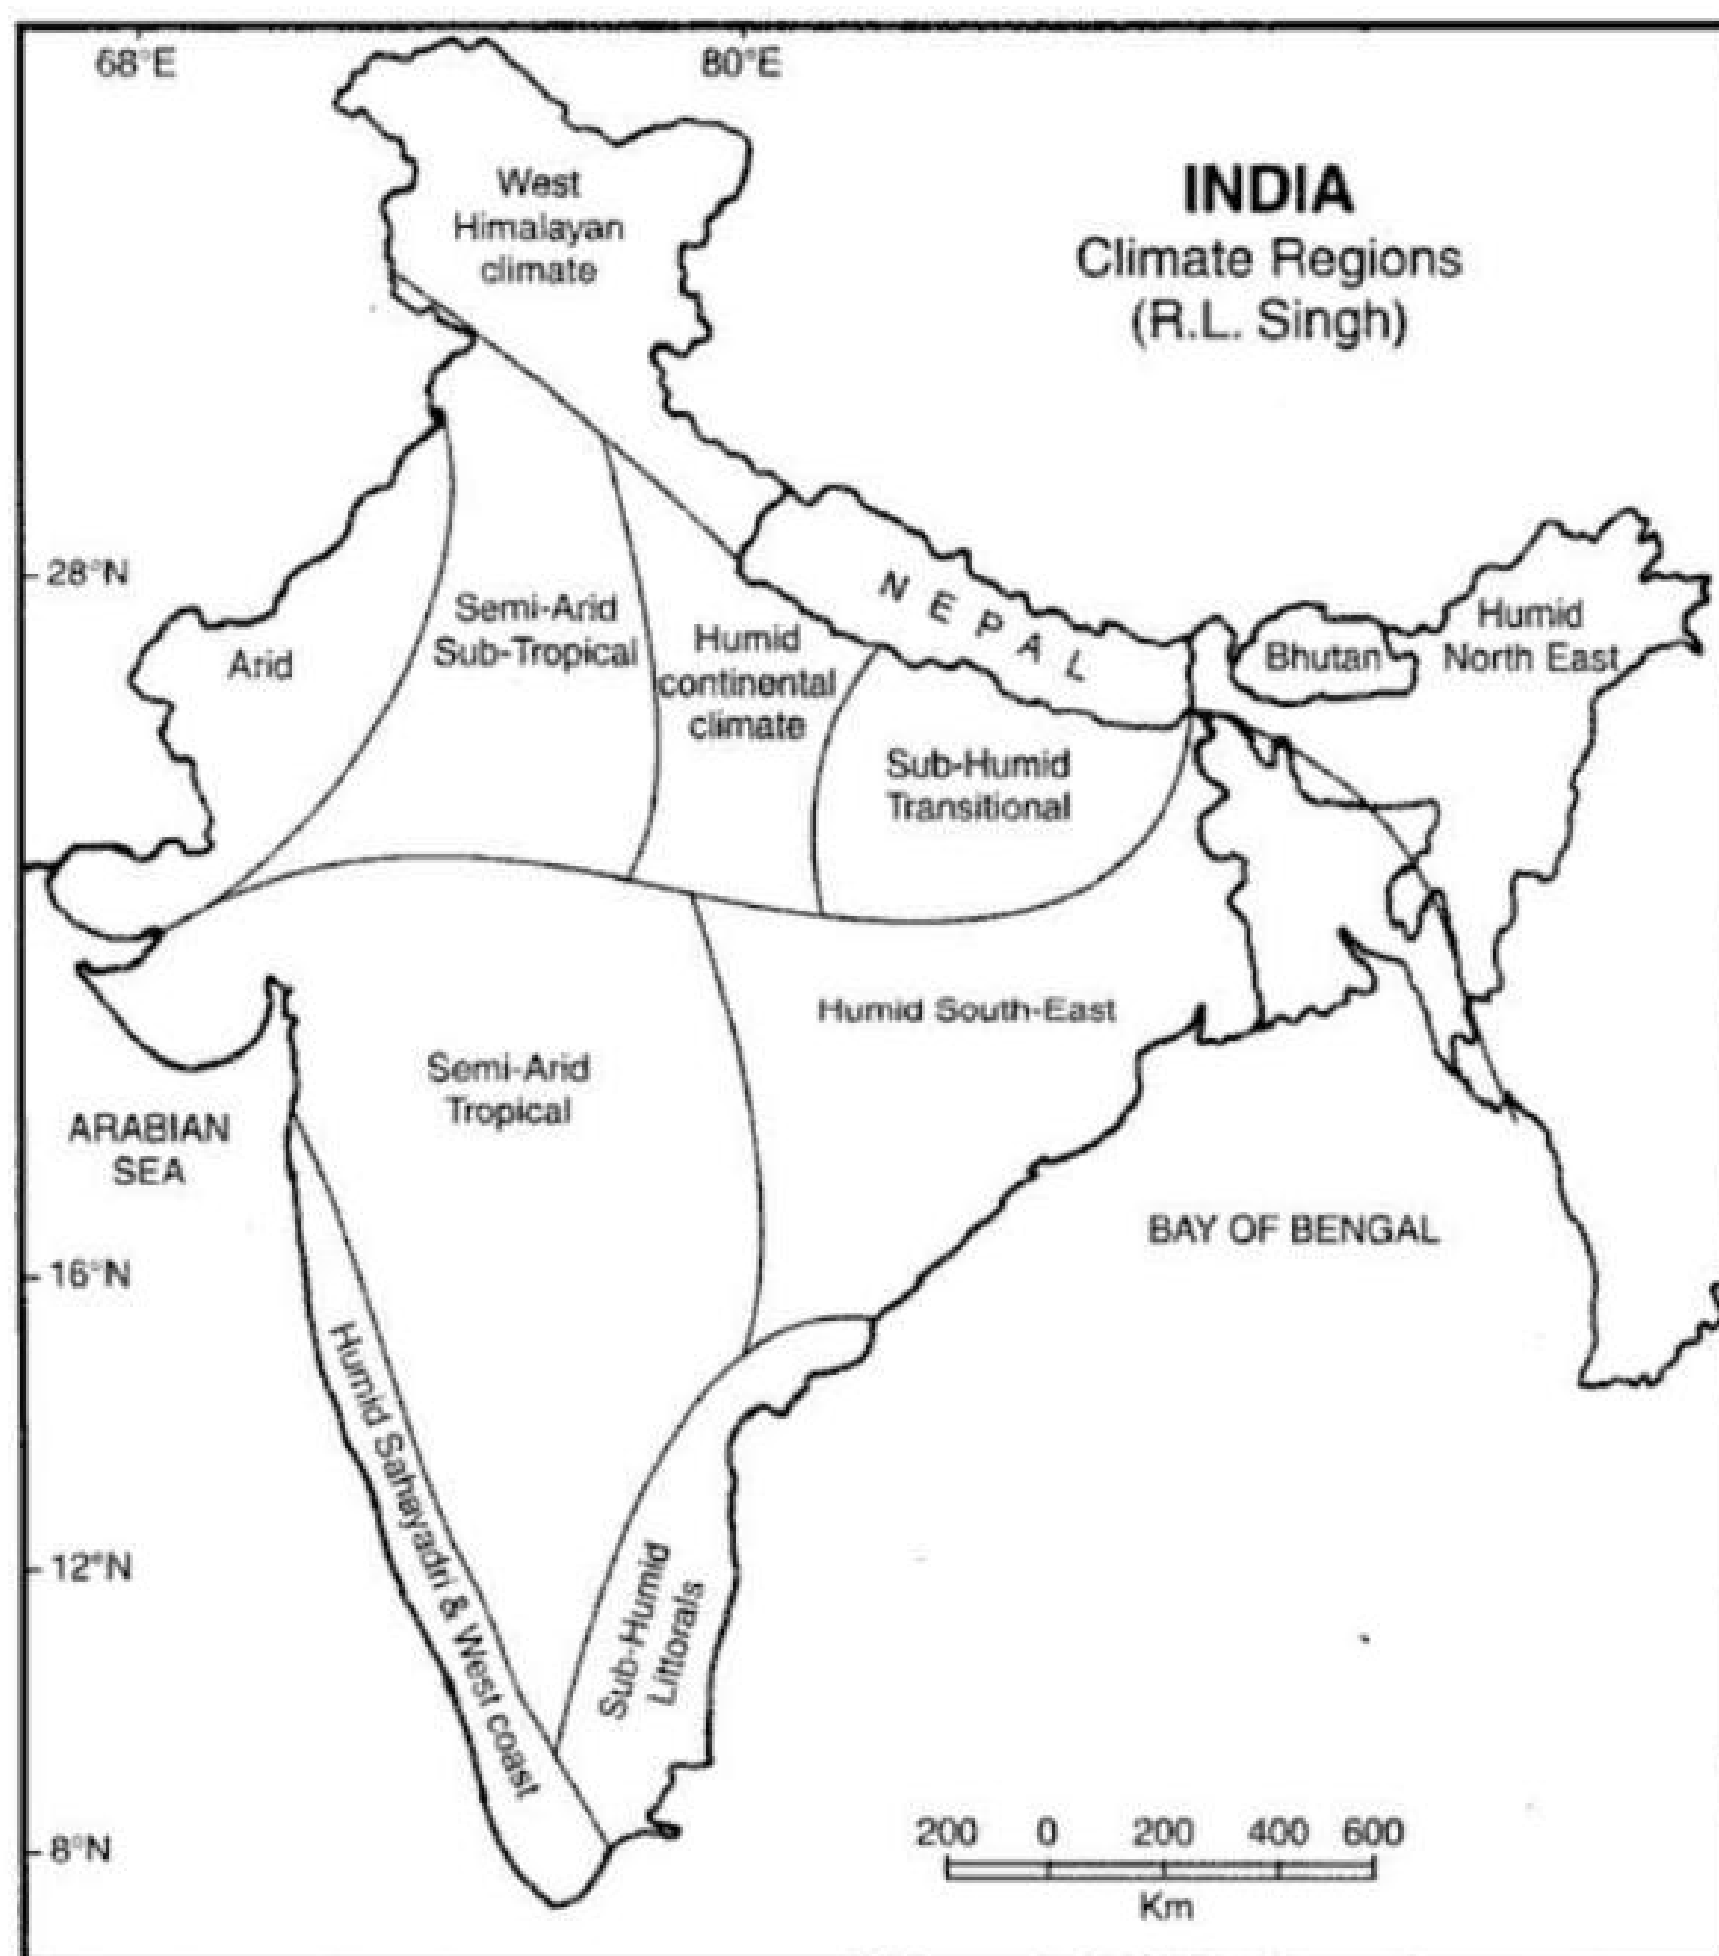 68°E
80°E
INDIA
Climate Regions
(R.L. Singh)
West
Himalayan
climate
28°N
NEPAL
Semi-Arid
Sub-Tropical
Humid
continental
climate
Arid
Bhutan
Humid
North East
Sub-Humid
Transitional
Humid South-East
Semi-Arid
Tropical
ARABIAN
SEA
BAY OF BENGAL
16°N
Humid Sahayadri & West coast
12°N
Sub-Humid
Littorals
8°N
200 0 200 400 600
Km